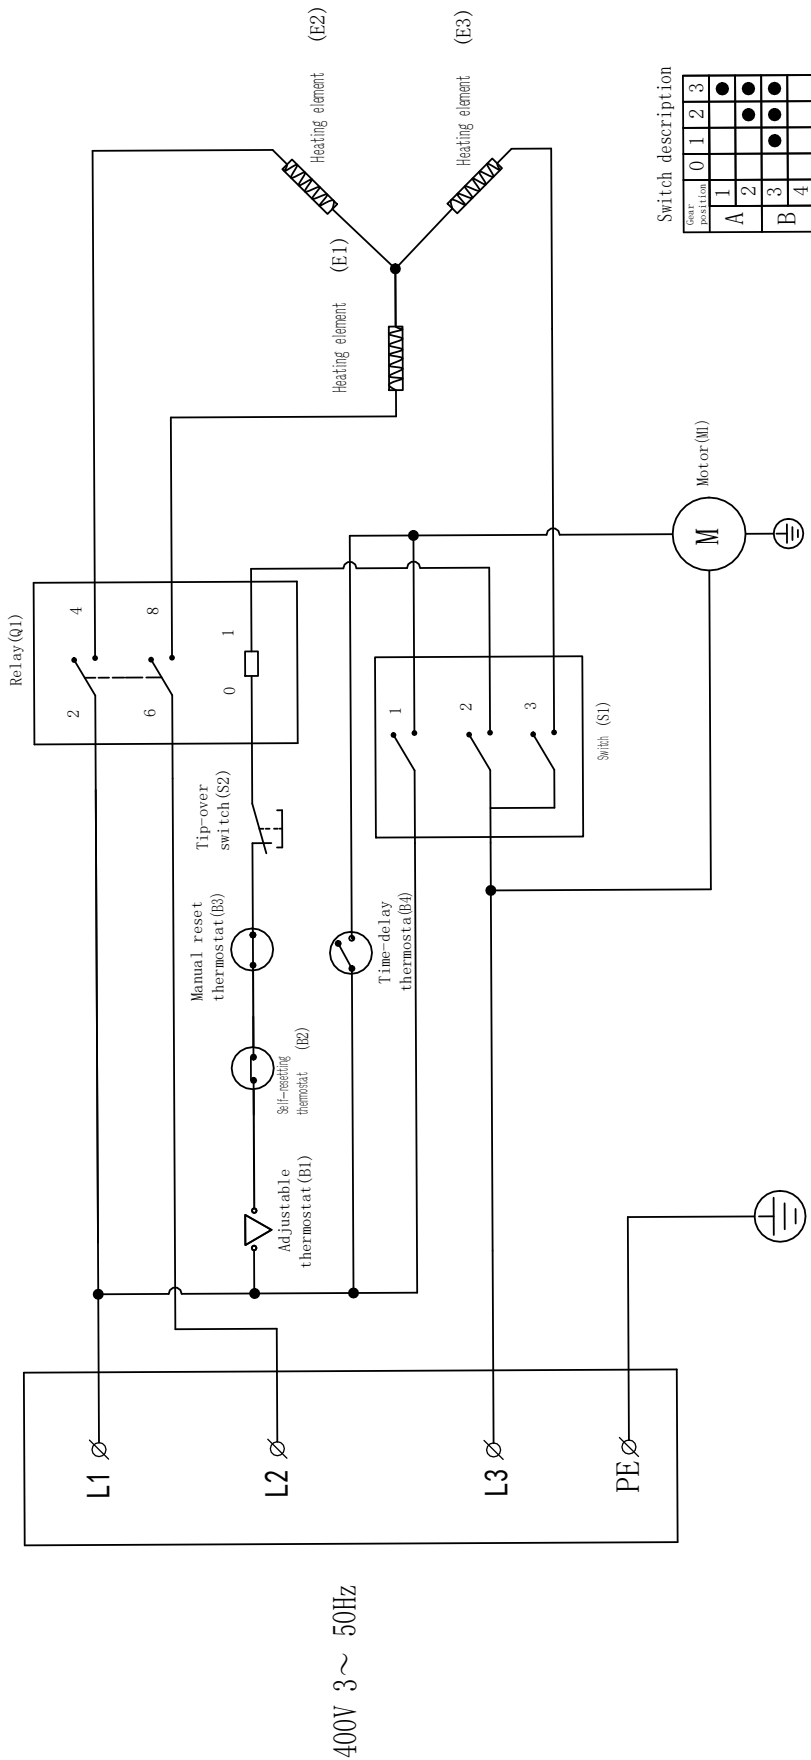 400V 3～ 50Hz
L1
L2
L3
PE
Relay(Q1)
2
4
6
8
0
1
Tip-over
switch(S2)
Manual reset
thermostat(B3)
Self-resetting
thermostat
(B2)
Adjustable
thermostat(B1)
Time-delay
thermosta(B4)
1
2
3
Switch (S1)
Heating element
(E1)
Heating element
(E2)
Heating element
(E3)
M
Motor(M1)
Switch description
Gear
position
0 1 2 3
A
1
●
2
● ●
B
3
● ● ●
4